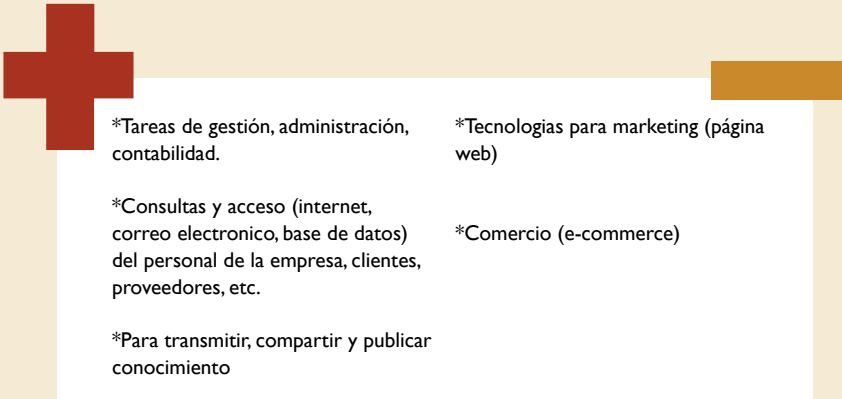 *Tareas de gestión, administración,
contabilidad.
*Consultas y acceso (internet,
correo electronico, base de datos)
del personal de la empresa, clientes,
proveedores, etc.
*Para transmitir, compartir y publicar
conocimiento
*Tecnologias para marketing (página
web)
*Comercio (e-commerce)